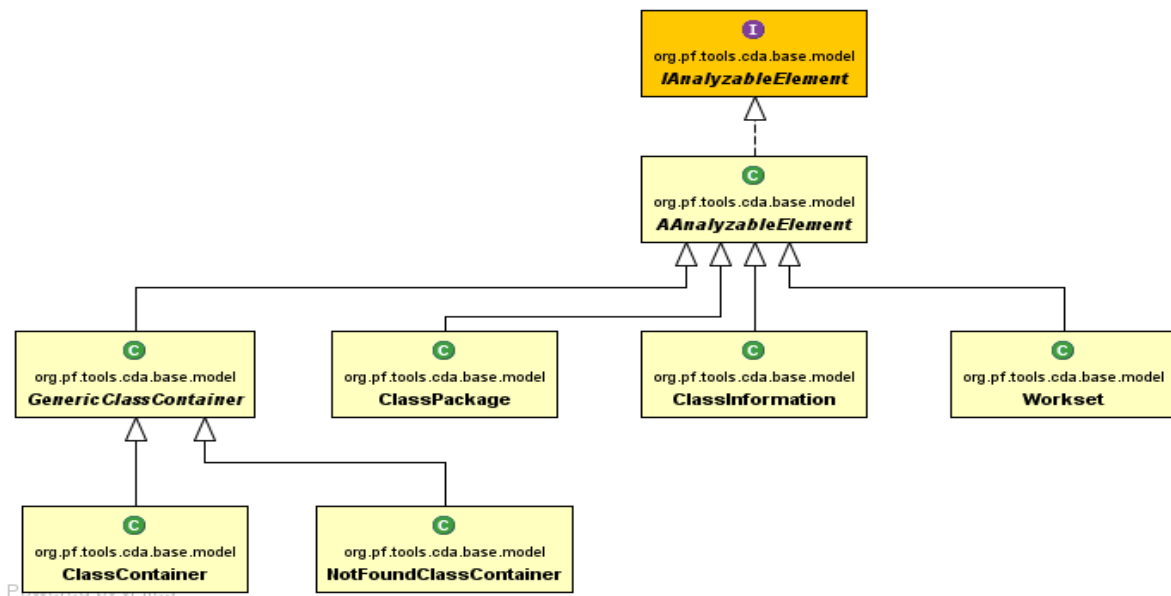 I
org.pf.tools.cda.base.model
IAnalyzableElement
C
org.pf.tools.cda.base.model
AAnalyzableElement
C
org.pf.tools.cda.base.model
GenericClassContainer
C
org.pf.tools.cda.base.model
ClassPackage
C
org.pf.tools.cda.base.model
ClassInformation
C
org.pf.tools.cda.base.model
Workset
C
org.pf.tools.cda.base.model
ClassContainer
C
org.pf.tools.cda.base.model
NotFoundClassContainer